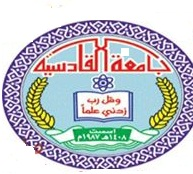 جامعة القادسية
وقل رب
زدني علماً
اسست
١٤٠٨هـ ١٩٨٧م